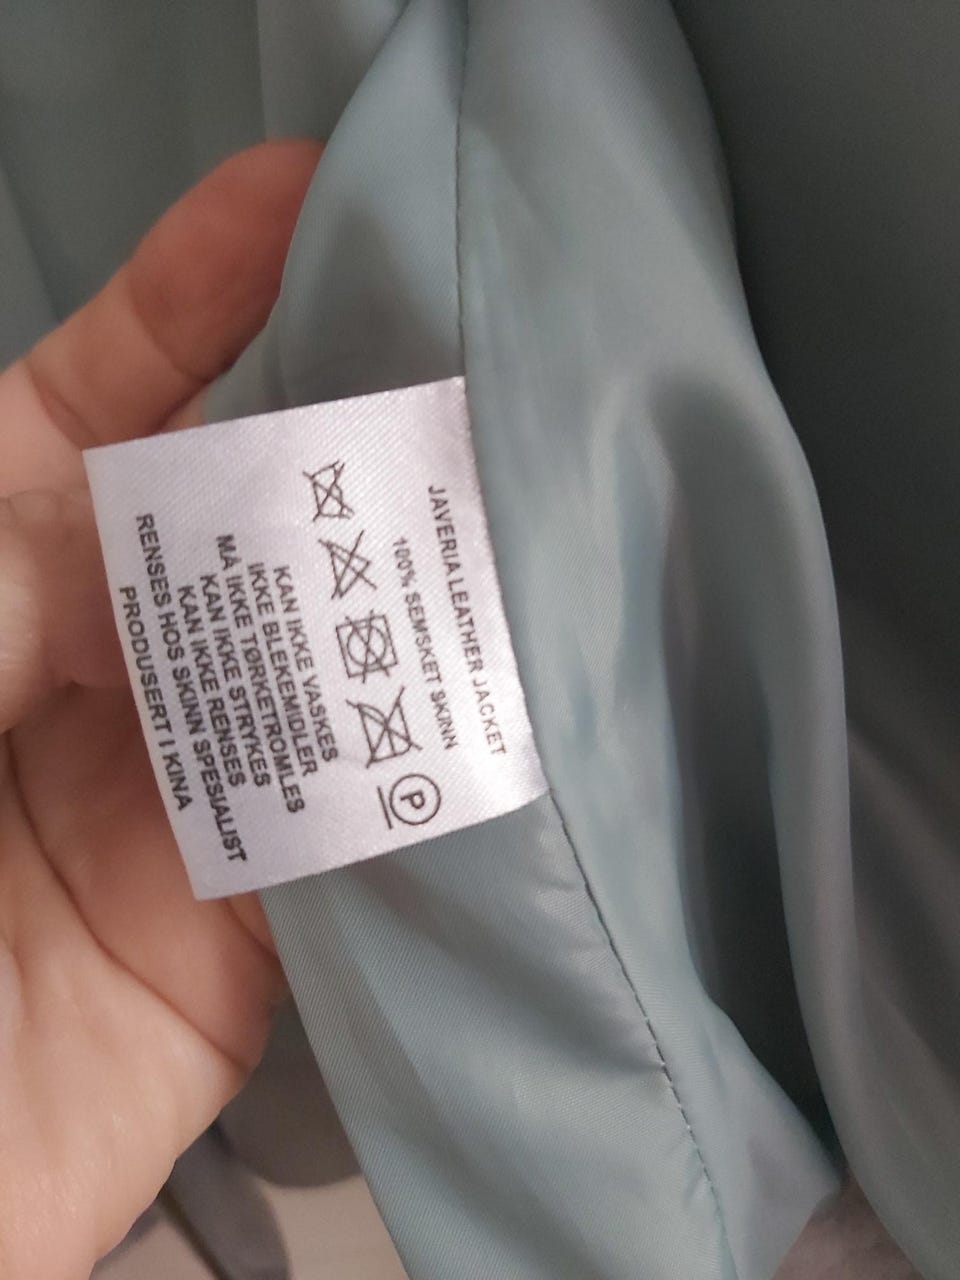 JAVERIA LEATHER JACKET
100% SEMSKET SKINN
P
KAN IKKE VASKES
IKKE BLEKEMIDLER
MÅ IKKE TØRKETROMLES
KAN IKKE STRYKES
KAN IKKE RENSES
RENSES HOS SKINN SPESIALIST
PRODUSERT I KINA